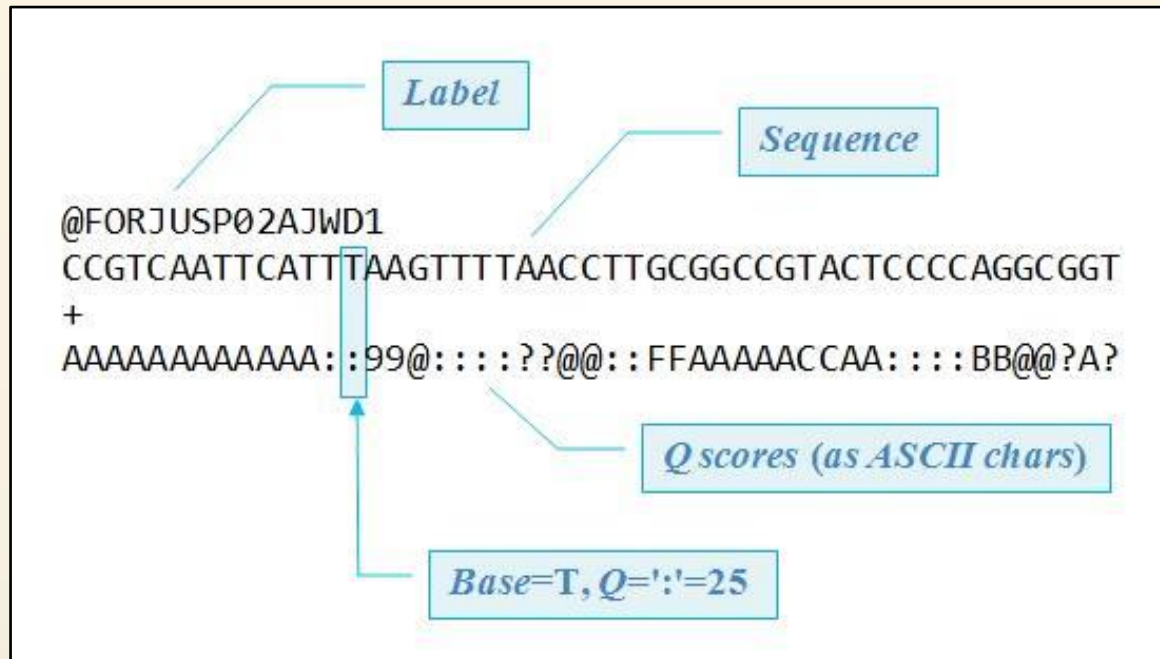 Label
Sequence
@FORJUSP02AJWD1
CCGTCAATTCATTTAAGTTTTAACCTTGCGGCCGTACTCCCCAGGCGGT
+
AAAAAAAAAAAA::99@::::??@@::FFAAAAACCAA::::BB@@?A?
Q scores (as ASCII chars)
Base=T, Q=':'=25